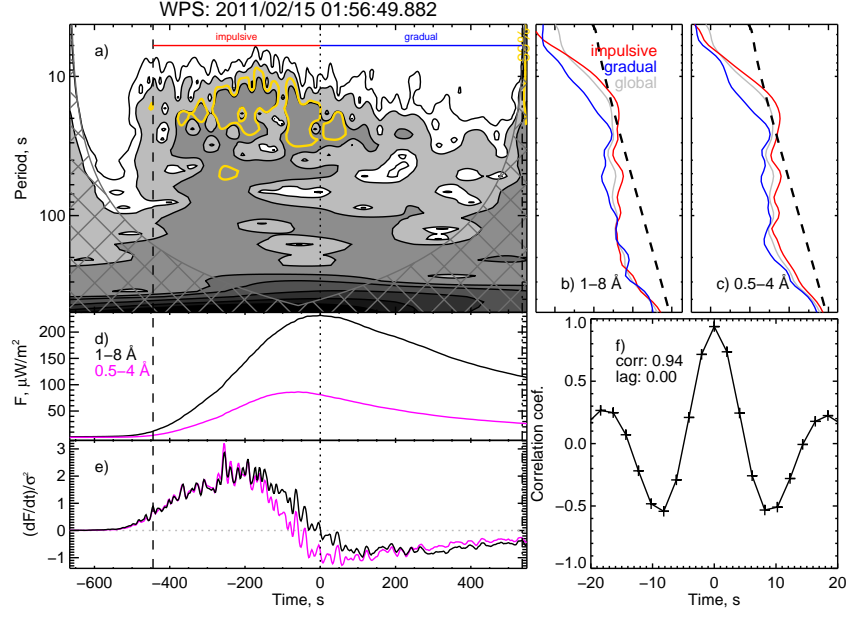 WPS: 2011/02/15 01:56:49.882
a)
impulsive
gradual
10
100
Period, s
impulsive
gradual
global
b) 1−8 Å
c) 0.5−4 Å
d)
1−8 Å
0.5−4 Å
200
150
100
50
F, μW/m²
e)
3
2
1
0
−1
(dF/dt)/σ²
−600 −400 −200 0 200 400
Time, s
f)
corr: 0.94
lag: 0.00
1.0
0.5
0.0
−0.5
−1.0
Correlation coef.
−20 −10 0 10 20
Time, s